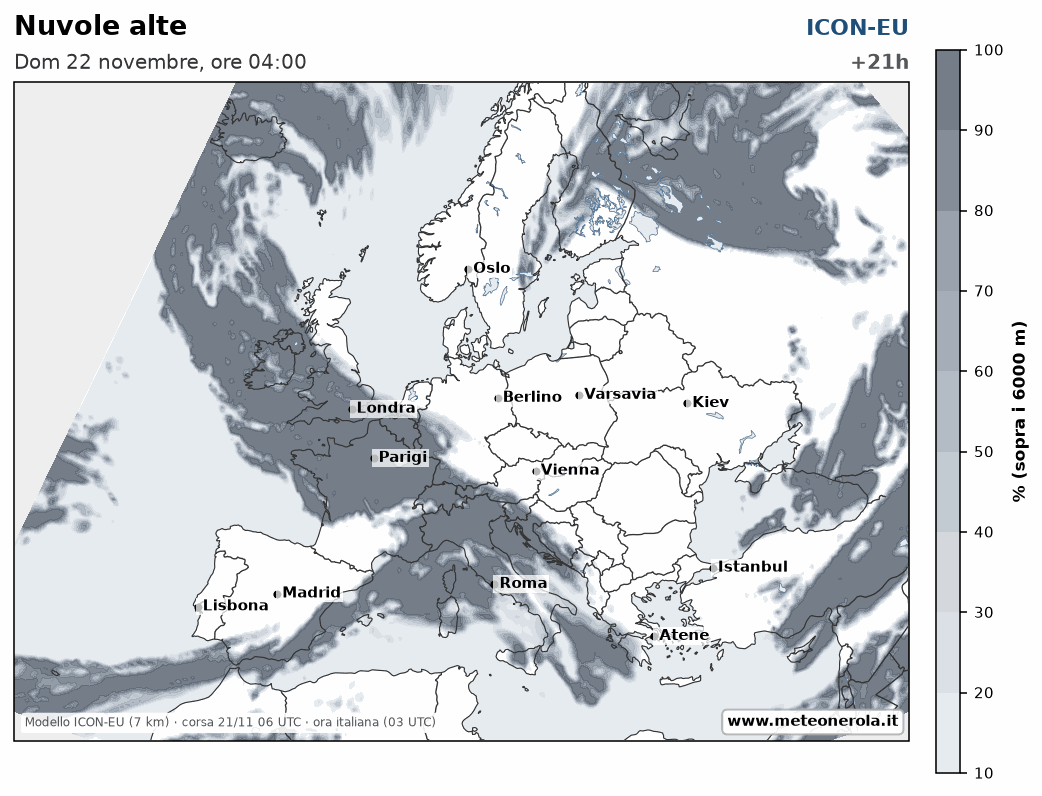 Nuvole alte
ICON-EU
Dom 22 novembre, ore 04:00
+21h
100
90
80
70
60
50
40
30
20
10
% (sopra i 6000 m)
Oslo
Berlino
Varsavia
Kiev
Londra
Parigi
Vienna
Istanbul
Roma
Madrid
Lisbona
Atene
Modello ICON-EU (7 km) · corsa 21/11 06 UTC · ora italiana (03 UTC)
www.meteonerola.it